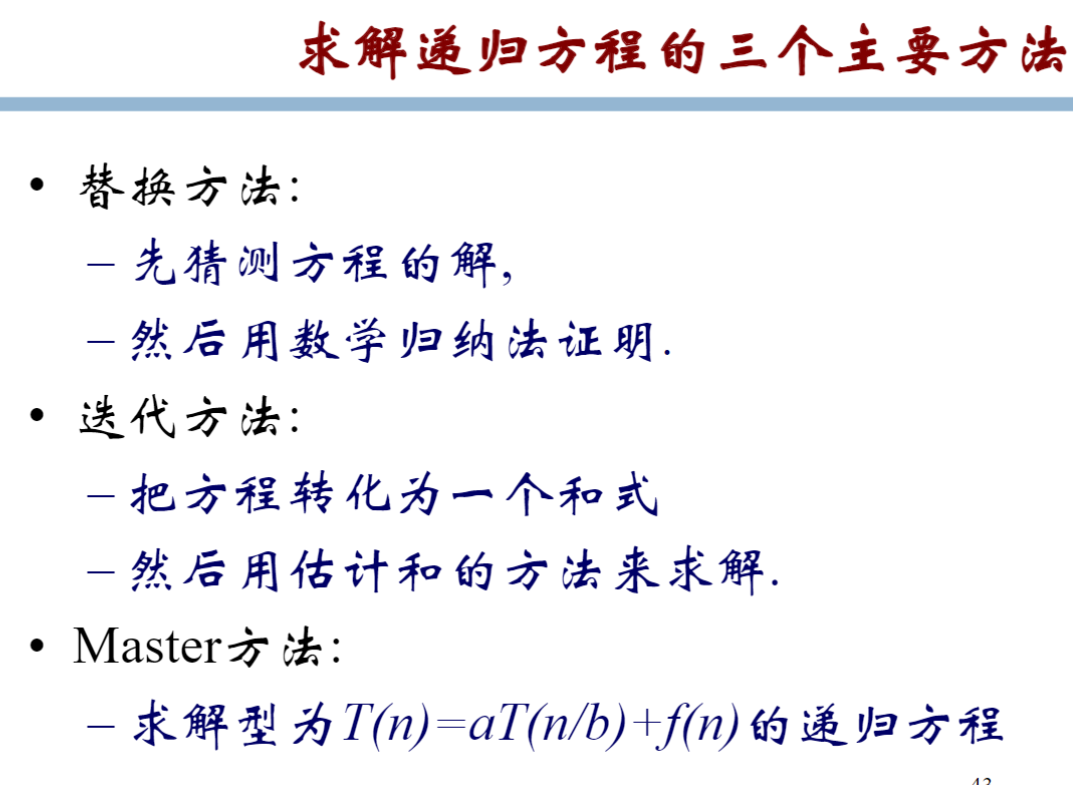 求解递归方程的三个主要方法
• 替换方法:
– 先猜测方程的解,
– 然后用数学归纳法证明.
• 迭代方法:
– 把方程转化为一个和式
– 然后用估计和的方法来求解.
• Master方法:
– 求解型为T(n)=aT(n/b)+f(n)的递归方程
43